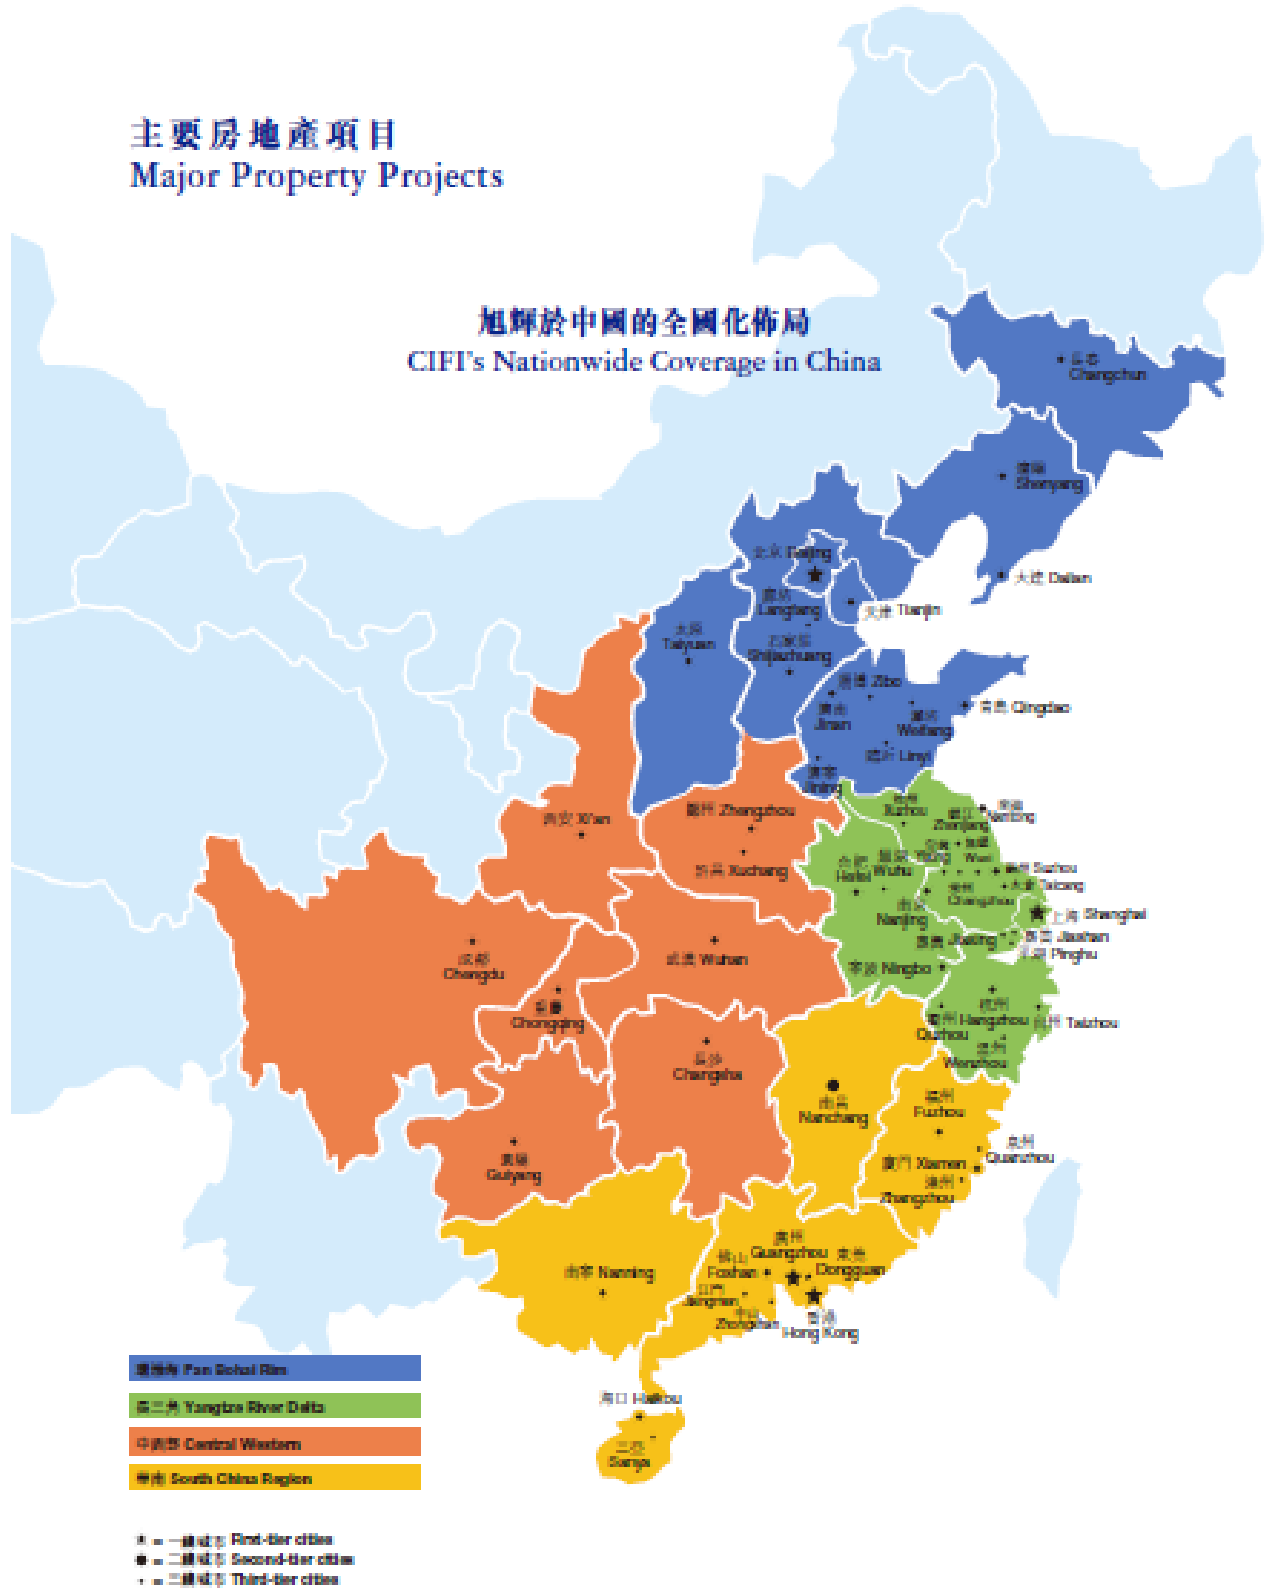 主要房地產項目
Major Property Projects
旭輝於中國的全國化佈局
CIFI's Nationwide Coverage in China
長春
Changchun
瀋陽
Shenyang
北京 Beijing
大連 Dalian
廊坊
Langfang
天津 Tianjin
太原
Taiyuan
石家莊
Shijiazhuang
Zibo
濟南
Jinan
青島 Qingdao
濰坊
Weifang
臨沂 Linyi
濟寧
Jining
西安 Xi'an
鄭州 Zhengzhou
許昌 Xuchang
徐州
Xuzhou
鎮江
Zhenjiang
南通
Nantong
無錫
Wuxi
合肥
Hefei
Wuhu
蘇州 Suzhou
太倉 Taicang
常州
Changzhou
南京
Nanjing
上海 Shanghai
嘉興 Jiaxing
嘉善 Jiashan
平湖 Pinghu
寧波 Ningbo
成都
Chengdu
武漢 Wuhan
重慶
Chongqing
杭州
Hangzhou
衢州
Quzhou
台州 Taizhou
溫州
Wenzhou
長沙
Changsha
南昌
Nanchang
福州
Fuzhou
貴陽
Guiyang
泉州
Quanzhou
廈門 Xiamen
漳州
Zhangzhou
南寧 Nanning
廣州
Guangzhou
佛山
Foshan
東莞
Dongguan
江門
Jiangmen
中山
Zhongshan
香港
Hong Kong
海口 Haikou
三亞
Sanya
環渤海 Pan Bohai Rim
長三角 Yangtze River Delta
中西部 Central Western
華南 South China Region
★ = 一線城市 First-tier cities
● = 二線城市 Second-tier cities
• = 三線城市 Third-tier cities